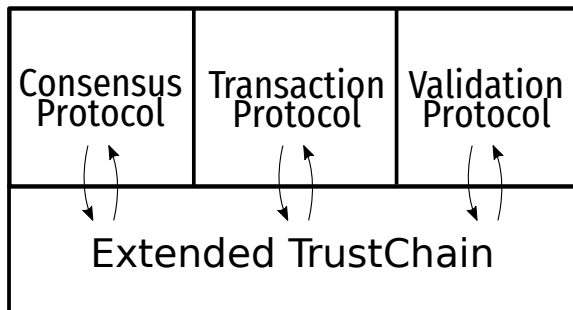 Consensus
Protocol
Transaction
Protocol
Validation
Protocol
Extended TrustChain